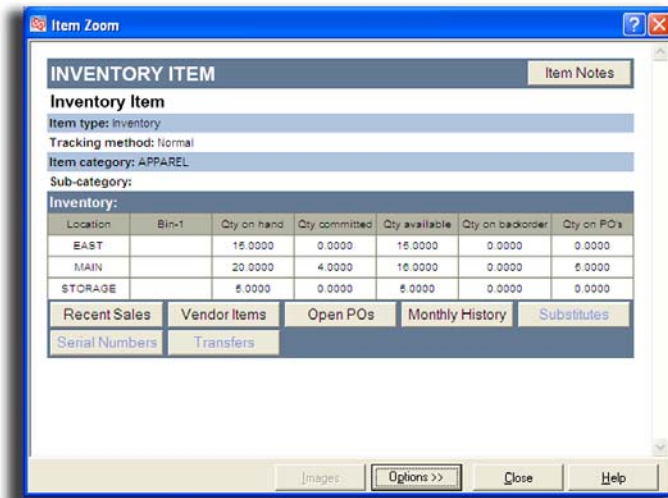 Item Zoom
INVENTORY ITEM Item Notes
Inventory Item
Item type: Inventory
Tracking method: Normal
Item category: APPAREL
Sub-category:
Inventory:
Location Bin-1 Qty on hand Qty committed Qty available Qty on backorder Qty on PO's
EAST 15.0000 0.0000 15.0000 0.0000 0.0000
MAIN 20.0000 4.0000 16.0000 0.0000 5.0000
STORAGE 5.0000 0.0000 5.0000 0.0000 0.0000
Recent Sales Vendor Items Open POs Monthly History Substitutes
Serial Numbers Transfers
Images Options >> Close Help